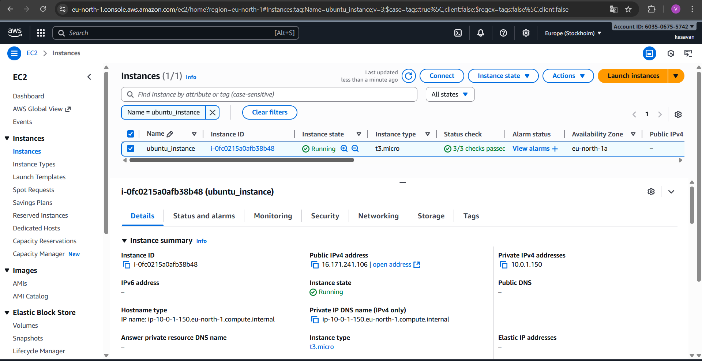 eu-north-1.console.aws.amazon.com/ec2/home?region=eu-north-1#Instances:tag:Name=ubuntu_instance;v=3;$case=tags:true%5C,client:false;$regex=tags:false%5C,client:false
V
aws
Search
[Alt+S]
Europe (Stockholm)
Account ID: 6035-0675-5742
kesavan
EC2 > Instances
EC2
Dashboard
AWS Global View
Events
Instances
Instances
Instance Types
Launch Templates
Spot Requests
Savings Plans
Reserved Instances
Dedicated Hosts
Capacity Reservations
Capacity Manager New
Images
AMIs
AMI Catalog
Elastic Block Store
Volumes
Snapshots
Lifecycle Manager
Instances (1/1) Info
Last updated
less than a minute ago
Connect
Instance state
Actions
Launch instances
Find Instance by attribute or tag (case-sensitive)
All states
Name = ubuntu_instance
Clear filters
1
Name
Instance ID
Instance state
Instance type
Status check
Alarm status
Availability Zone
Public IPv4
ubuntu_instance
i-0fc0215a0afb38b48
Running
t3.micro
3/3 checks passec
View alarms +
eu-north-1a
–
i-0fc0215a0afb38b48 (ubuntu_instance)
Details
Status and alarms
Monitoring
Security
Networking
Storage
Tags
Instance summary Info
Instance ID
i-0fc0215a0afb38b48
Public IPv4 address
16.171.241.106 | open address
Private IPv4 addresses
10.0.1.150
IPv6 address
–
Instance state
Running
Public DNS
–
Hostname type
IP name: ip-10-0-1-150.eu-north-1.compute.internal
Private IP DNS name (IPv4 only)
ip-10-0-1-150.eu-north-1.compute.internal
Answer private resource DNS name
–
Instance type
t3.micro
Elastic IP addresses
–